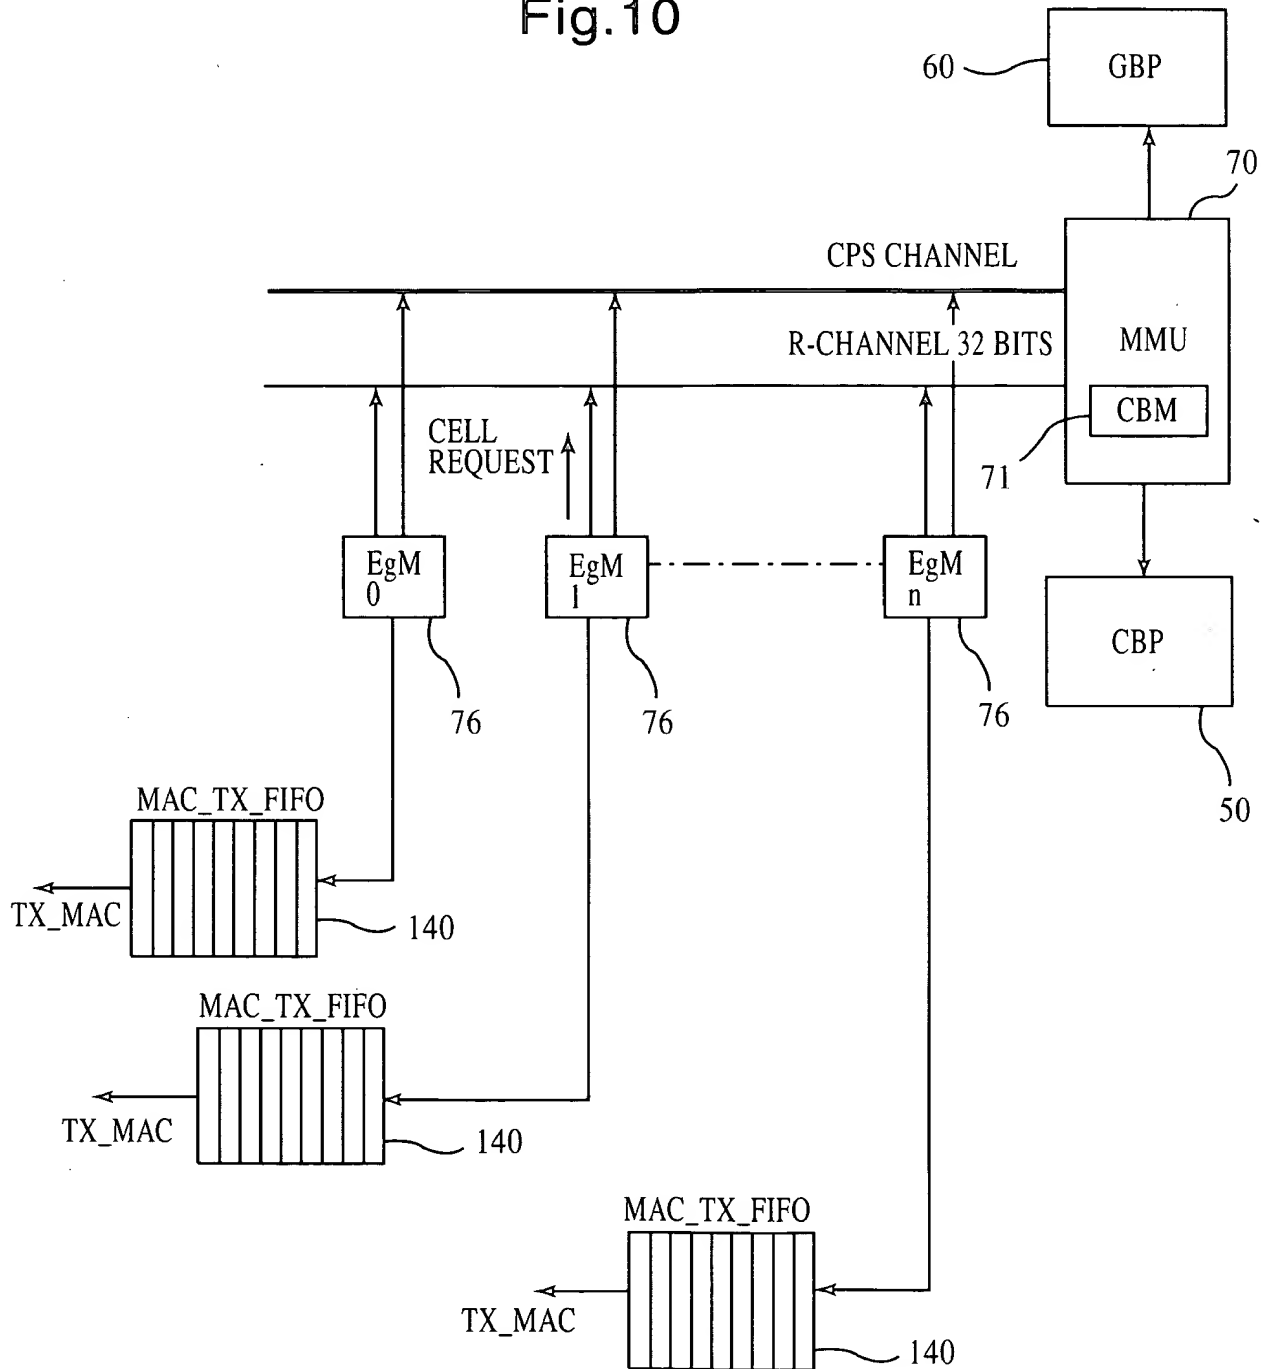 Fig.10
60
GBP
70
CPS CHANNEL
R-CHANNEL 32 BITS
MMU
CBM
71
CELL
REQUEST
EgM
0
EgM
1
EgM
n
76
76
76
CBP
50
MAC_TX_FIFO
TX_MAC
140
MAC_TX_FIFO
TX_MAC
140
MAC_TX_FIFO
TX_MAC
140